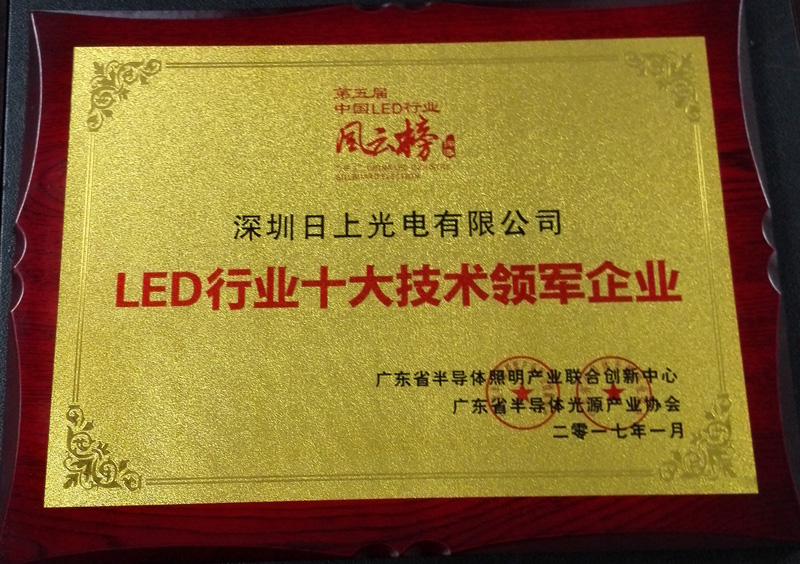 第五届
中国LED行业
风云榜
深圳日上光电有限公司
LED行业十大技术领军企业
广东省半导体照明产业联合创新中心
广东省半导体光源产业协会
二零一七年一月